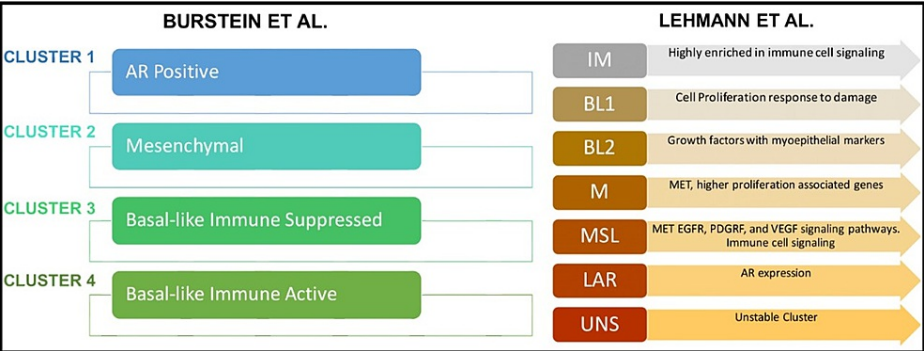 BURSTEIN ET AL.
CLUSTER 1
AR Positive
CLUSTER 2
Mesenchymal
CLUSTER 3
Basal-like Immune Suppressed
CLUSTER 4
Basal-like Immune Active
LEHMANN ET AL.
IM
Highly enriched in immune cell signaling
BL1
Cell Proliferation response to damage
BL2
Growth factors with myoepithelial markers
M
MET, higher proliferation associated genes
MSL
MET EGFR, PDGRF, and VEGF signaling pathways.
Immune cell signaling
LAR
AR expression
UNS
Unstable Cluster